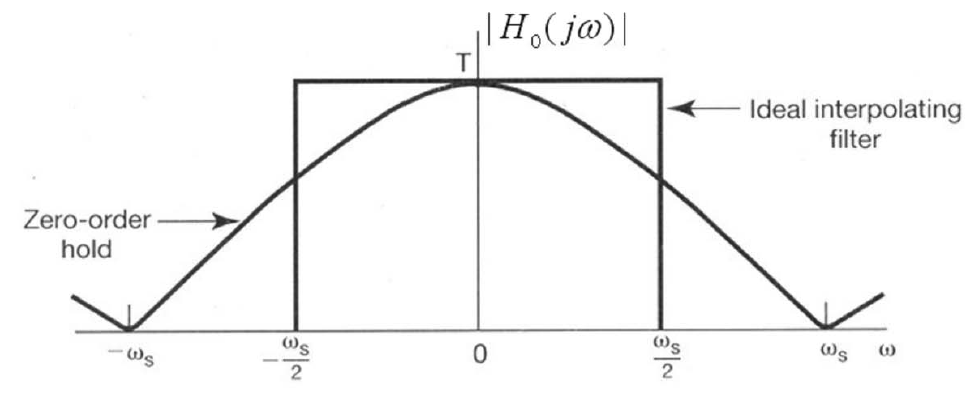 |H₀(jω)|
T
Ideal interpolating
filter
Zero-order
hold
−ωₛ
−ωₛ/2
0
ωₛ/2
ωₛ
ω